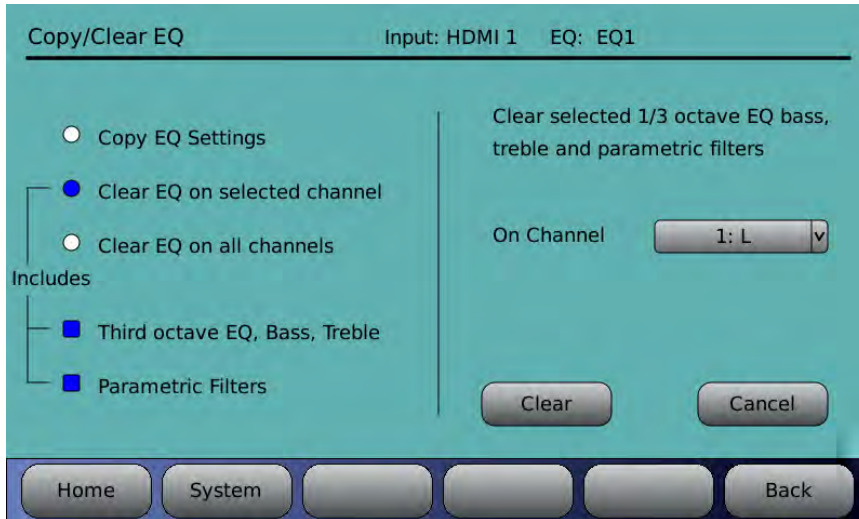 Copy/Clear EQ
Input: HDMI 1 EQ: EQ1
Copy EQ Settings
Clear EQ on selected channel
Clear EQ on all channels
Includes
Third octave EQ, Bass, Treble
Parametric Filters
Clear selected 1/3 octave EQ bass,
treble and parametric filters
On Channel
1: L
Clear
Cancel
Home
System
Back